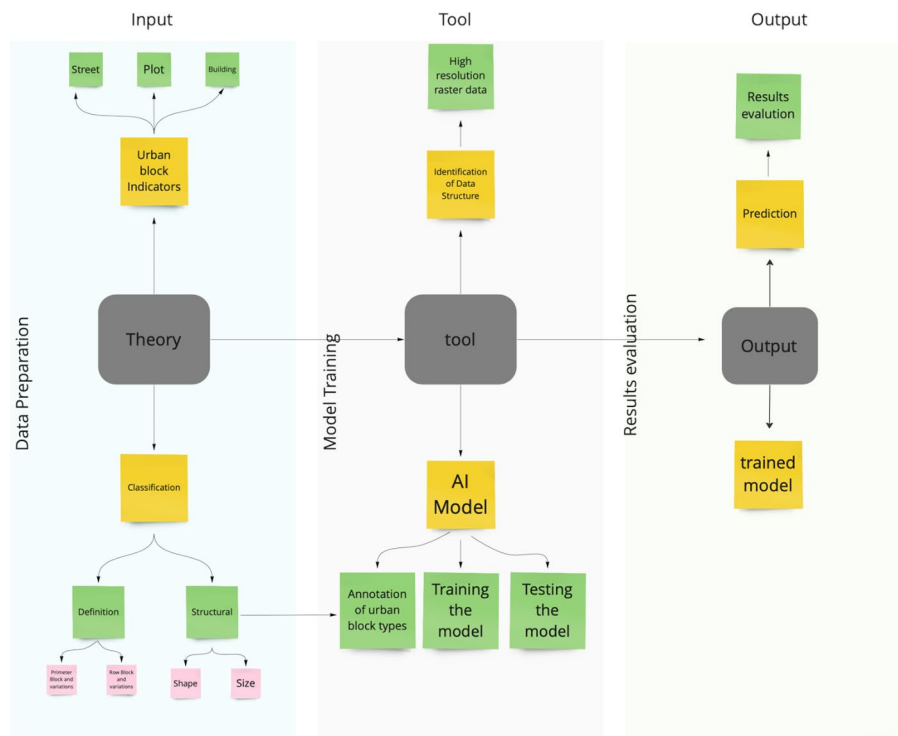 Input
Tool
Output
Street
Plot
Building
Urban
block
Indicators
Theory
Data Preparation
Classification
Definition
Structural
Primeter
Block and
variations
Row Block
and
variations
Shape
Size
High
resolution
raster data
Identification
of Data
Structure
tool
Model Training
AI
Model
Annotation
of urban
block types
Training
the
model
Testing
the
model
Results
evalution
Prediction
Output
Results evaluation
trained
model